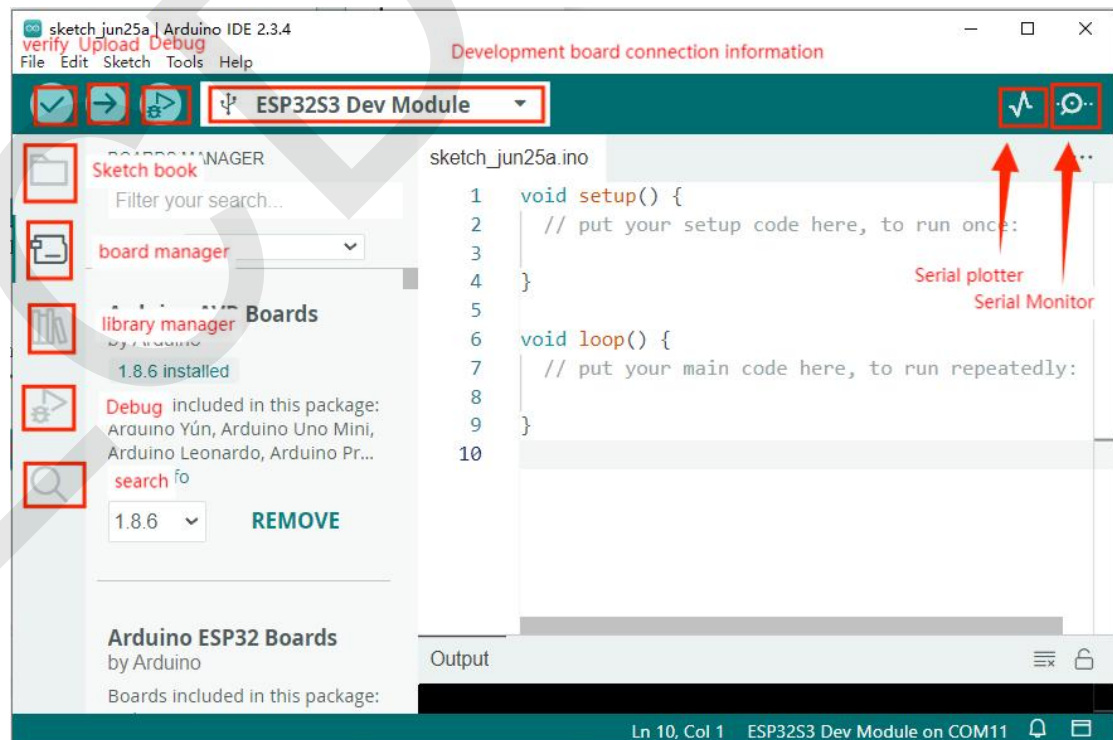 sketch_jun25a | Arduino IDE 2.3.4
verify Upload Debug
File Edit Sketch Tools Help
Development board connection information
ESP32S3 Dev Module
MANAGER
Sketch book
Filter your search...
board manager
Boards
library manager
by Arduino
1.8.6 installed
Debug included in this package:
Arduino Yún, Arduino Uno Mini,
Arduino Leonardo, Arduino Pr...
search fo
1.8.6
REMOVE
Arduino ESP32 Boards
by Arduino
Boards included in this package:
sketch_jun25a.ino
...
1 void setup() {
2 // put your setup code here, to run once:
3
4 }
5
6 void loop() {
7 // put your main code here, to run repeatedly:
8
9 }
10
Serial plotter
Serial Monitor
Output
Ln 10, Col 1 ESP32S3 Dev Module on COM11